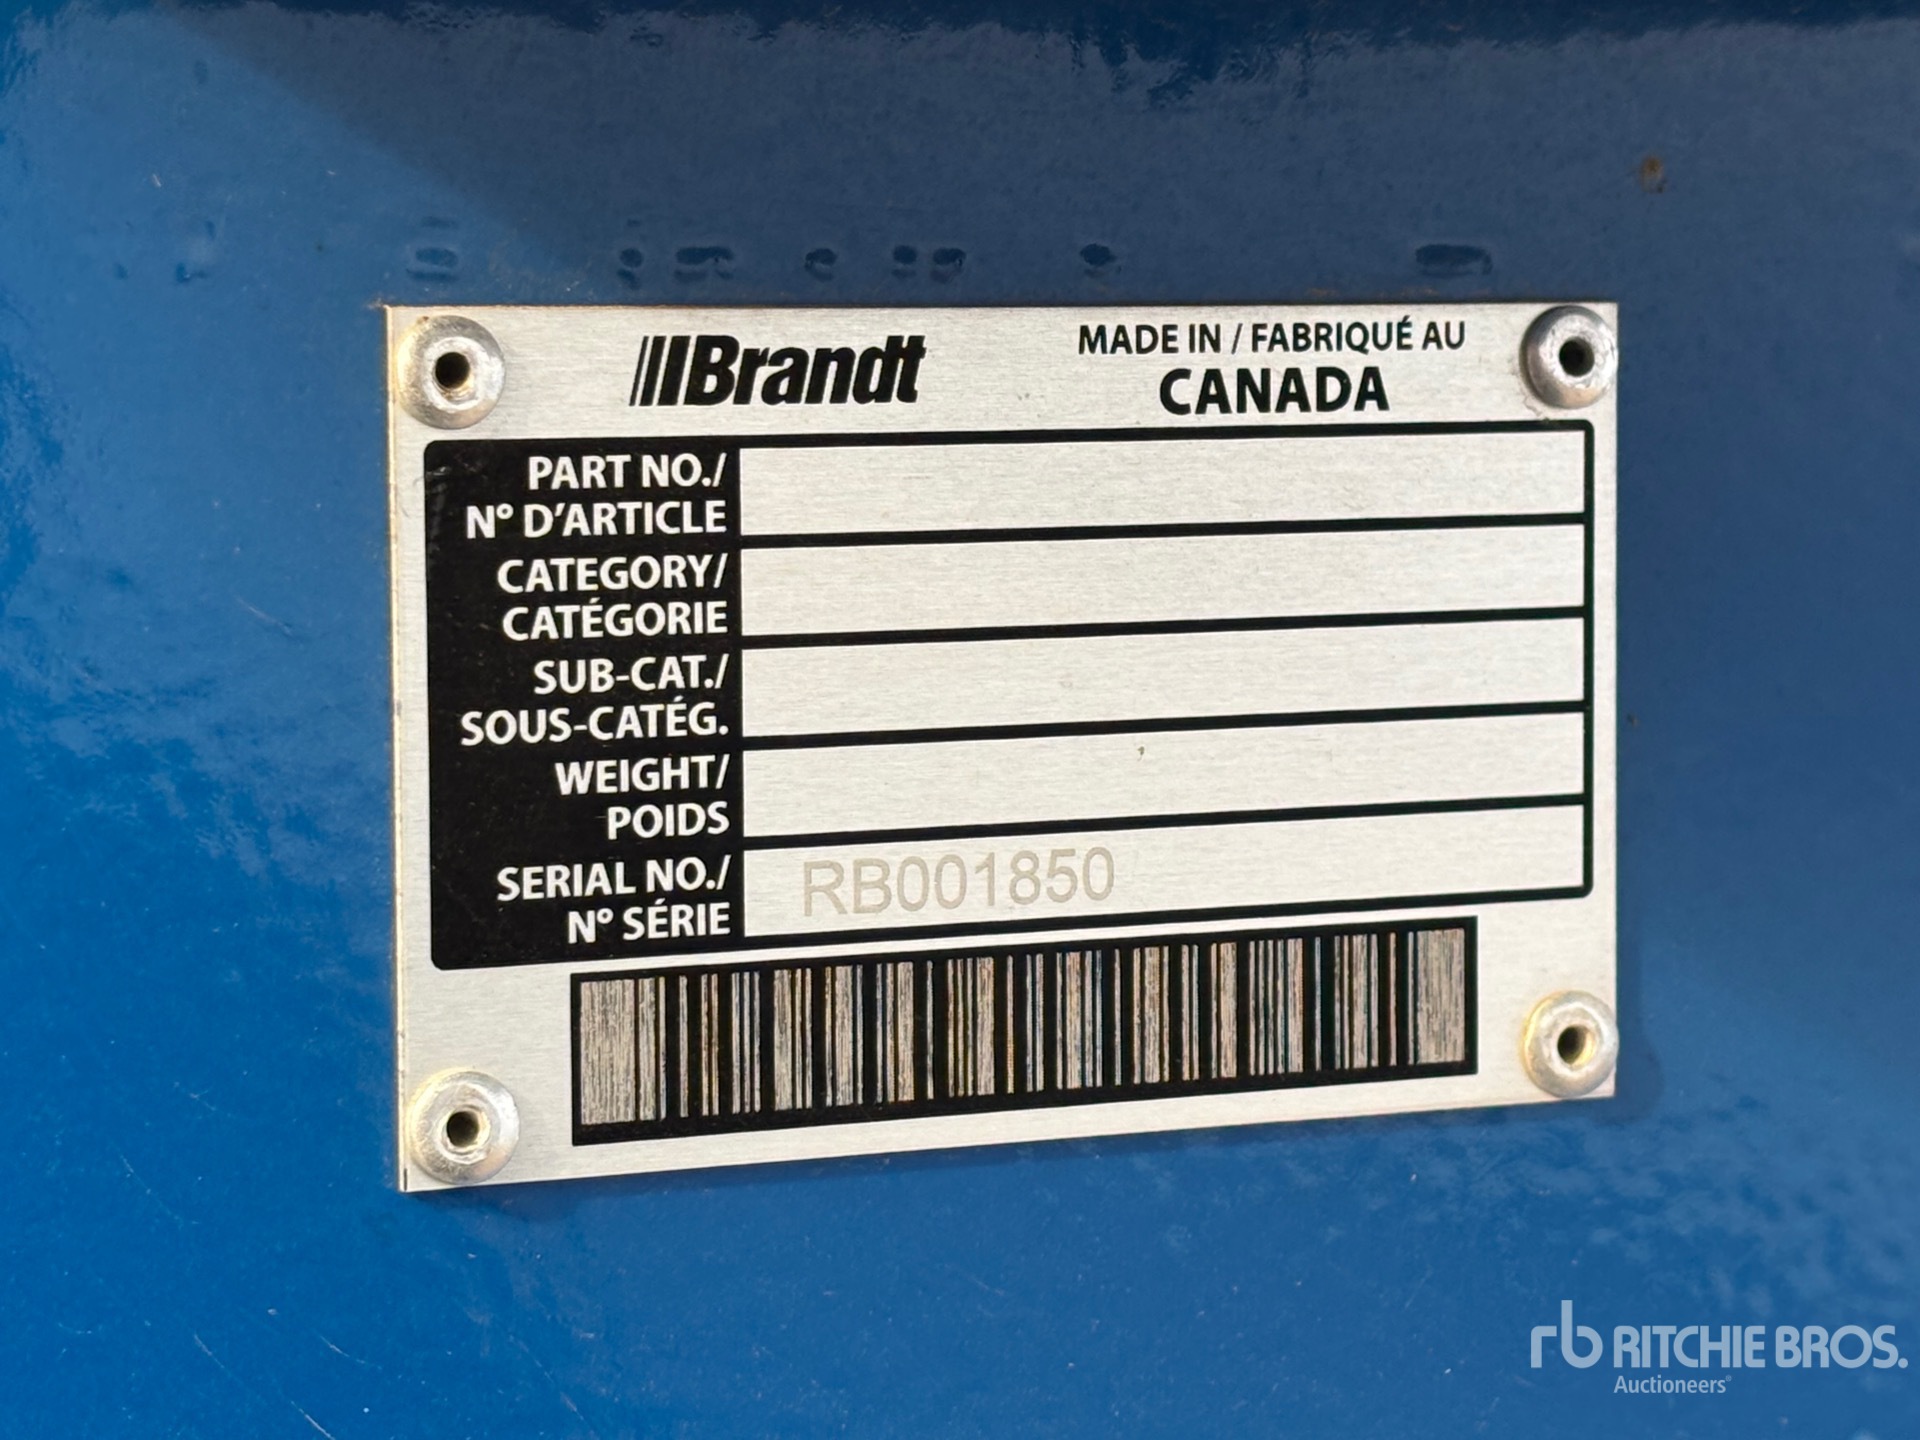 Brandt
MADE IN / FABRIQUÉ AU
CANADA
PART NO./
Nº D'ARTICLE
CATEGORY/
CATÉGORIE
SUB-CAT./
SOUS-CATÉG.
WEIGHT/
POIDS
SERIAL NO./
Nº SÉRIE
RB001850
rb RITCHIE BROS.
Auctioneers®